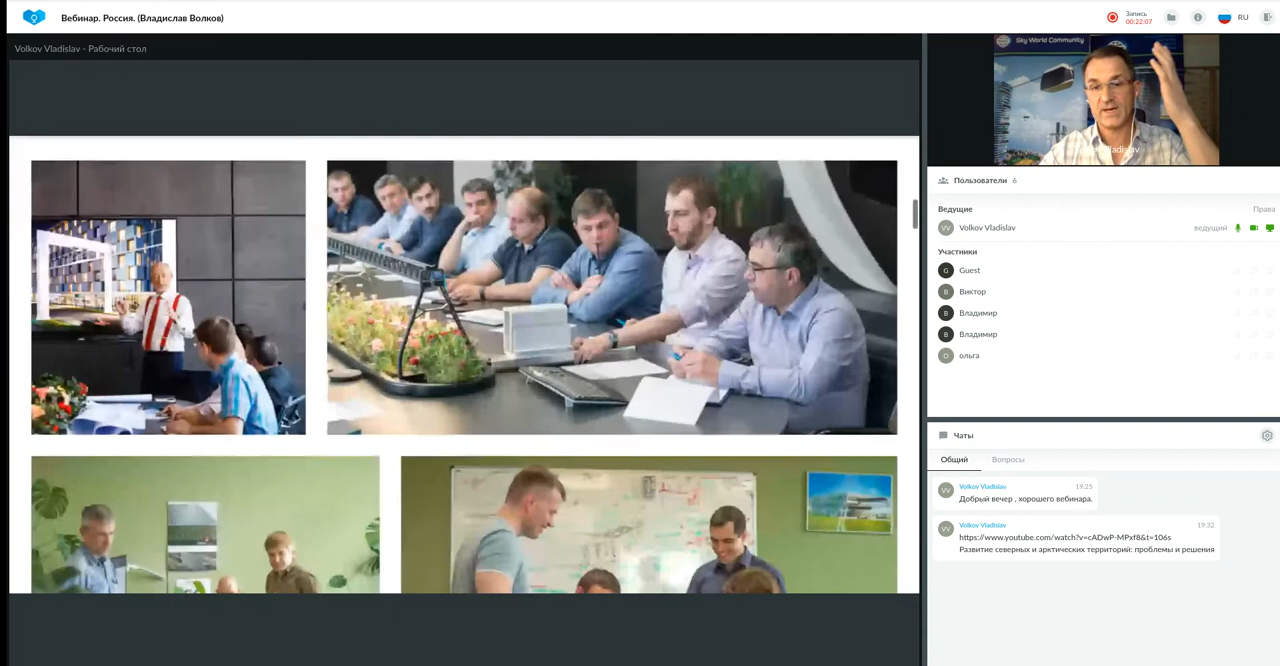 Вебинар. Россия. (Владислав Волков)
Запись
00:22:07
RU
Volkov Vladislav - Рабочий стол
Sky World Community
Пользователи 6
Ведущие Права
VV Volkov Vladislav ведущий
Участники
G Guest
В Виктор
В Владимир
В Владимир
О ольга
Чаты
Общий Вопросы
VV Volkov Vladislav 19:25
Добрый вечер , хорошего вебинара.
VV Volkov Vladislav 19:32
https://www.youtube.com/watch?v=cADwP-MPxf8&t=106s
Развитие северных и арктических территорий: проблемы и решения